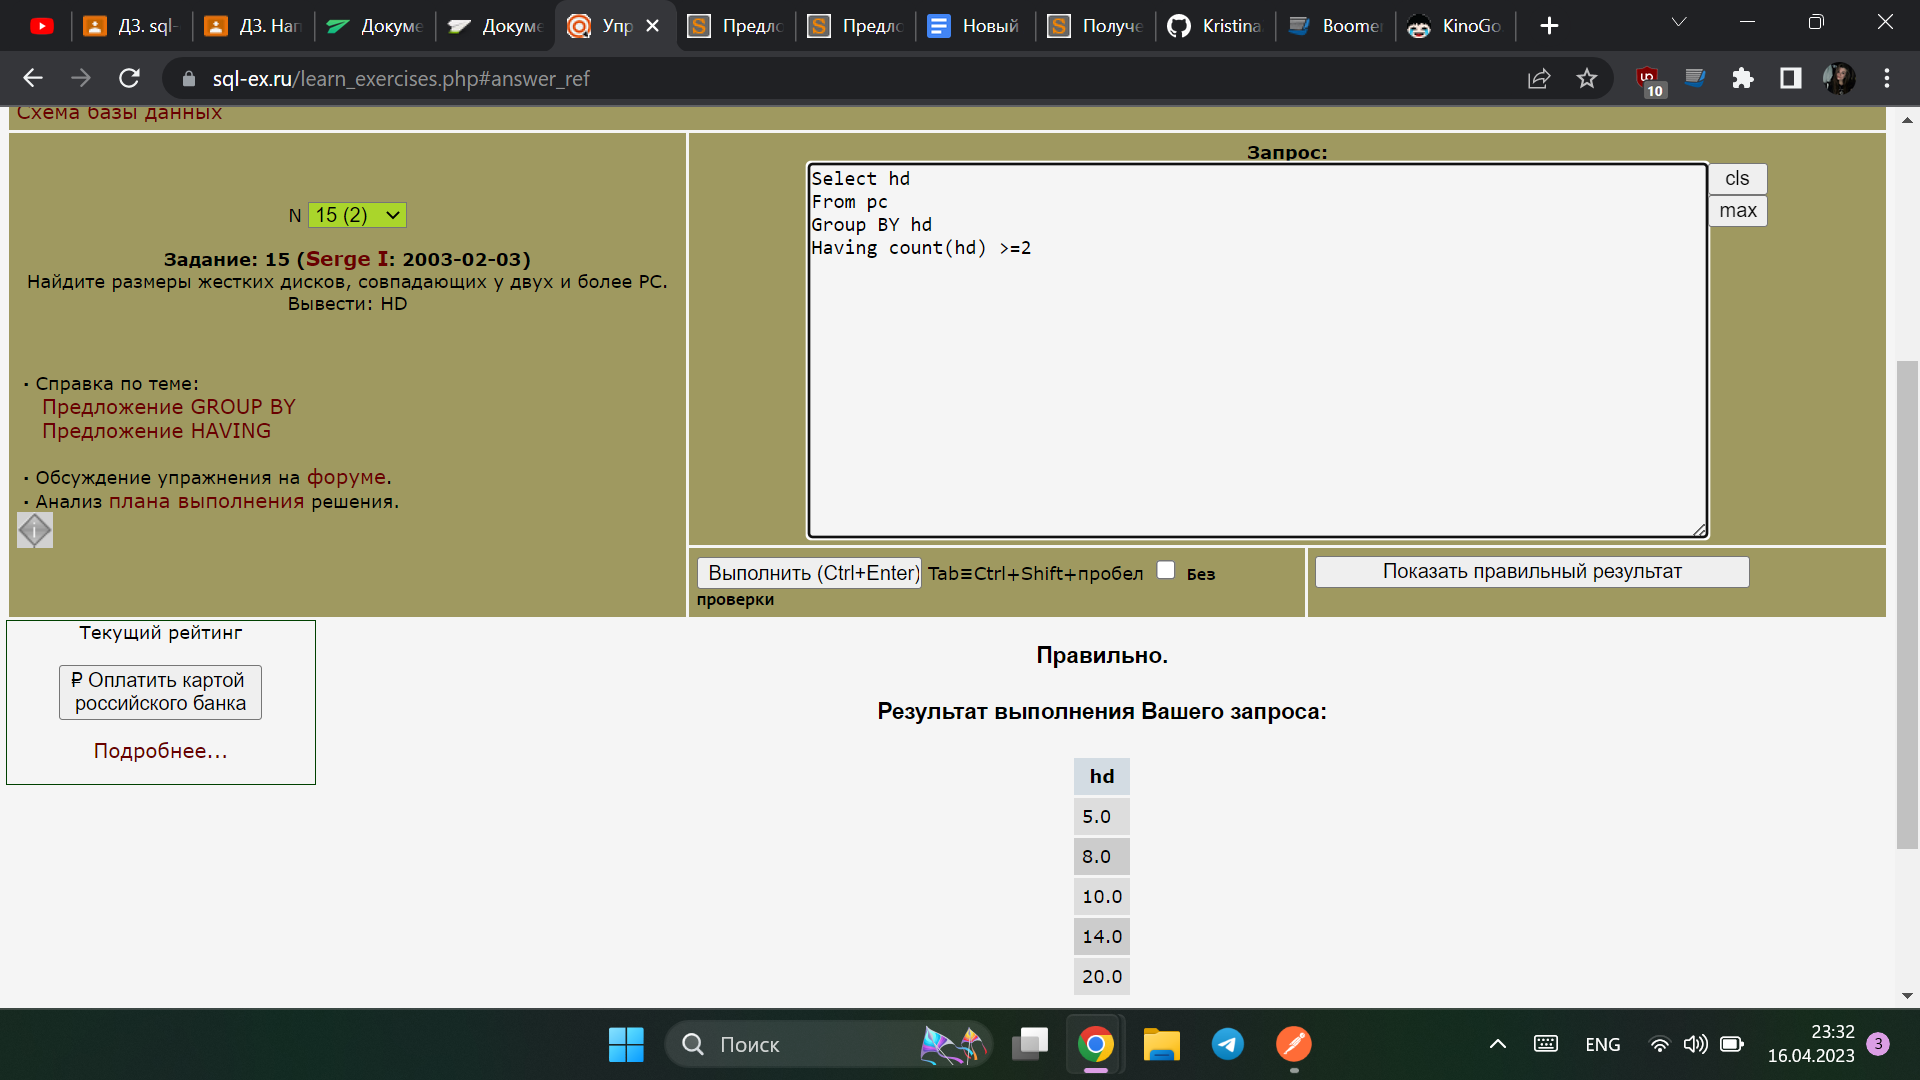 ДЗ. sql-
ДЗ. Нап
Докуме
Докуме
Упр
Предло
Предло
Новый
Получе
Kristina
Boomer
KinoGo.
sql-ex.ru/learn_exercises.php#answer_ref
10
Схема базы данных
N 15 (2)
Задание: 15 (Serge I: 2003-02-03)
Найдите размеры жестких дисков, совпадающих у двух и более PC.
Вывести: HD
· Справка по теме:
Предложение GROUP BY
Предложение HAVING
· Обсуждение упражнения на форуме.
· Анализ плана выполнения решения.
Запрос:
Select hd
From pc
Group BY hd
Having count(hd) >=2
cls
max
Выполнить (Ctrl+Enter) Tab≡Ctrl+Shift+пробел Без
проверки
Показать правильный результат
Текущий рейтинг
₽ Оплатить картой
российского банка
Подробнее...
Правильно.
Результат выполнения Вашего запроса:
hd
5.0
8.0
10.0
14.0
20.0
Поиск
ENG
23:32
16.04.2023
3